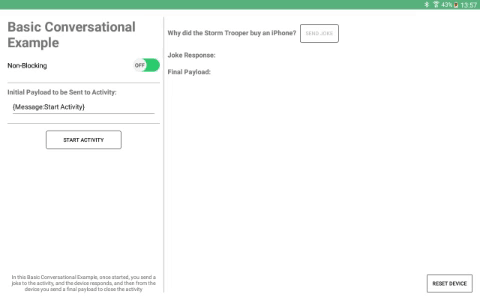 43% 13:57
Basic Conversational
Example
Non-Blocking
OFF
Initial Payload to be Sent to Activity:
{Message:Start Activity}
START ACTIVITY
In this Basic Conversational Example, once started, you send a
joke to the activity, and the device responds, and then from the
device you send a final payload to close the activity
Why did the Storm Trooper buy an iPhone?
SEND JOKE
Joke Response:
Final Payload:
RESET DEVICE